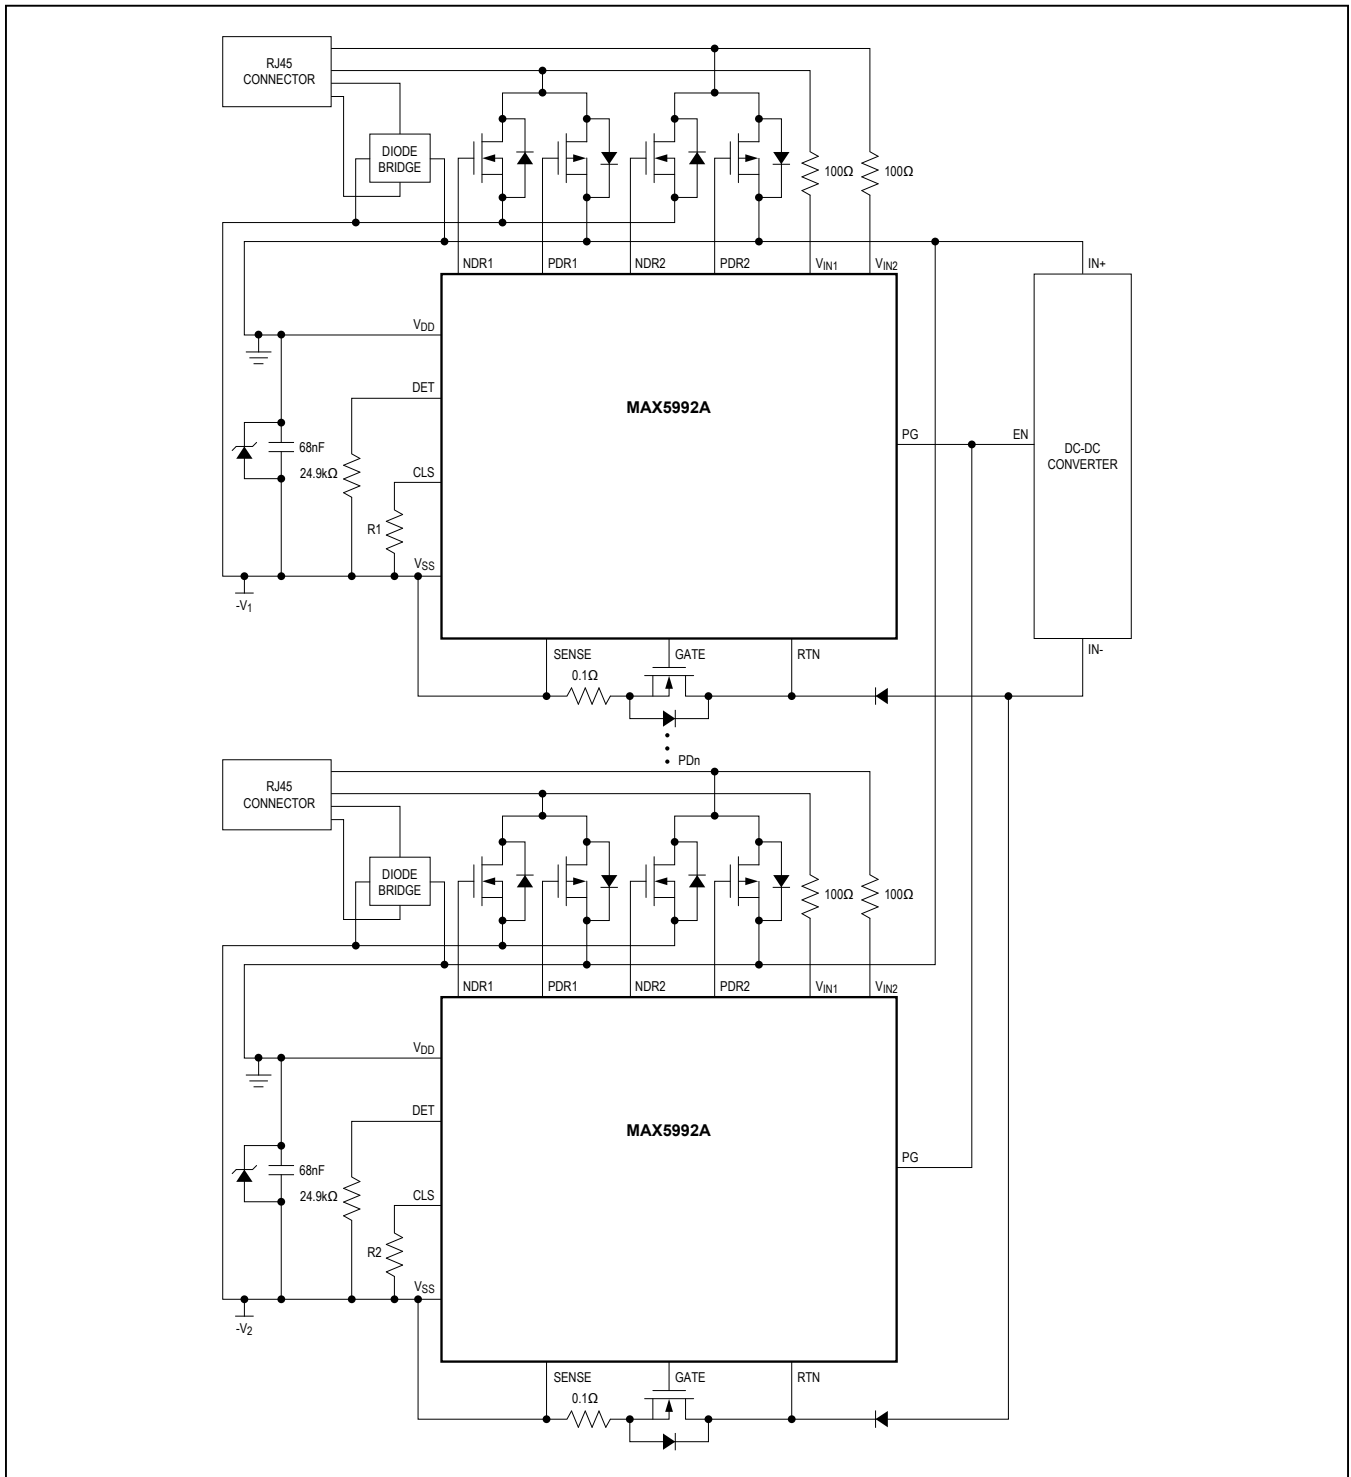 RJ45
CONNECTOR
DIODE
BRIDGE
100Ω
100Ω
NDR1
PDR1
NDR2
PDR2
VIN1
VIN2
IN+
VDD
DET
MAX5992A
68nF
24.9kΩ
PG
EN
DC-DC
CONVERTER
CLS
R1
VSS
-V1
SENSE
GATE
RTN
IN-
0.1Ω
PDn
RJ45
CONNECTOR
DIODE
BRIDGE
100Ω
100Ω
NDR1
PDR1
NDR2
PDR2
VIN1
VIN2
VDD
DET
MAX5992A
68nF
24.9kΩ
PG
CLS
R2
VSS
-V2
SENSE
GATE
RTN
0.1Ω